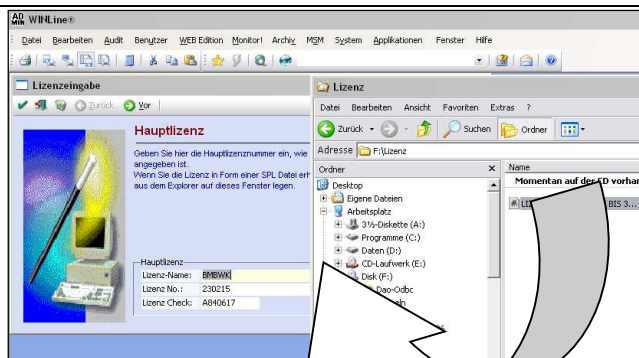 AD MIN WINLine®
Datei Bearbeiten Audit Benutzer WEB Edition Monitor! Archiv MSM System Applikationen Fenster Hilfe
Lizenzeingabe
Zurück Vor
Hauptlizenz
Geben Sie hier die Hauptlizenznummer ein, wie
angegeben ist.
Wenn Sie die Lizenz in Form einer SPL Datei erh
aus dem Explorer auf dieses Fenster legen.
Hauptlizenz
Lizenz-Name: BMBWK
Lizenz No.: 230215
Lizenz Check: A840617
Lizenz
Datei Bearbeiten Ansicht Favoriten Extras ?
Zurück Suchen Ordner
Adresse F:\Lizenz
Ordner X
Desktop
Eigene Dateien
Arbeitsplatz
3½-Diskette (A:)
Programme (C:)
Daten (D:)
CD-Laufwerk (E:)
Disk (F:)
Dao-Odbc
Name
Momentan auf der CD vorhan
BIS 3...